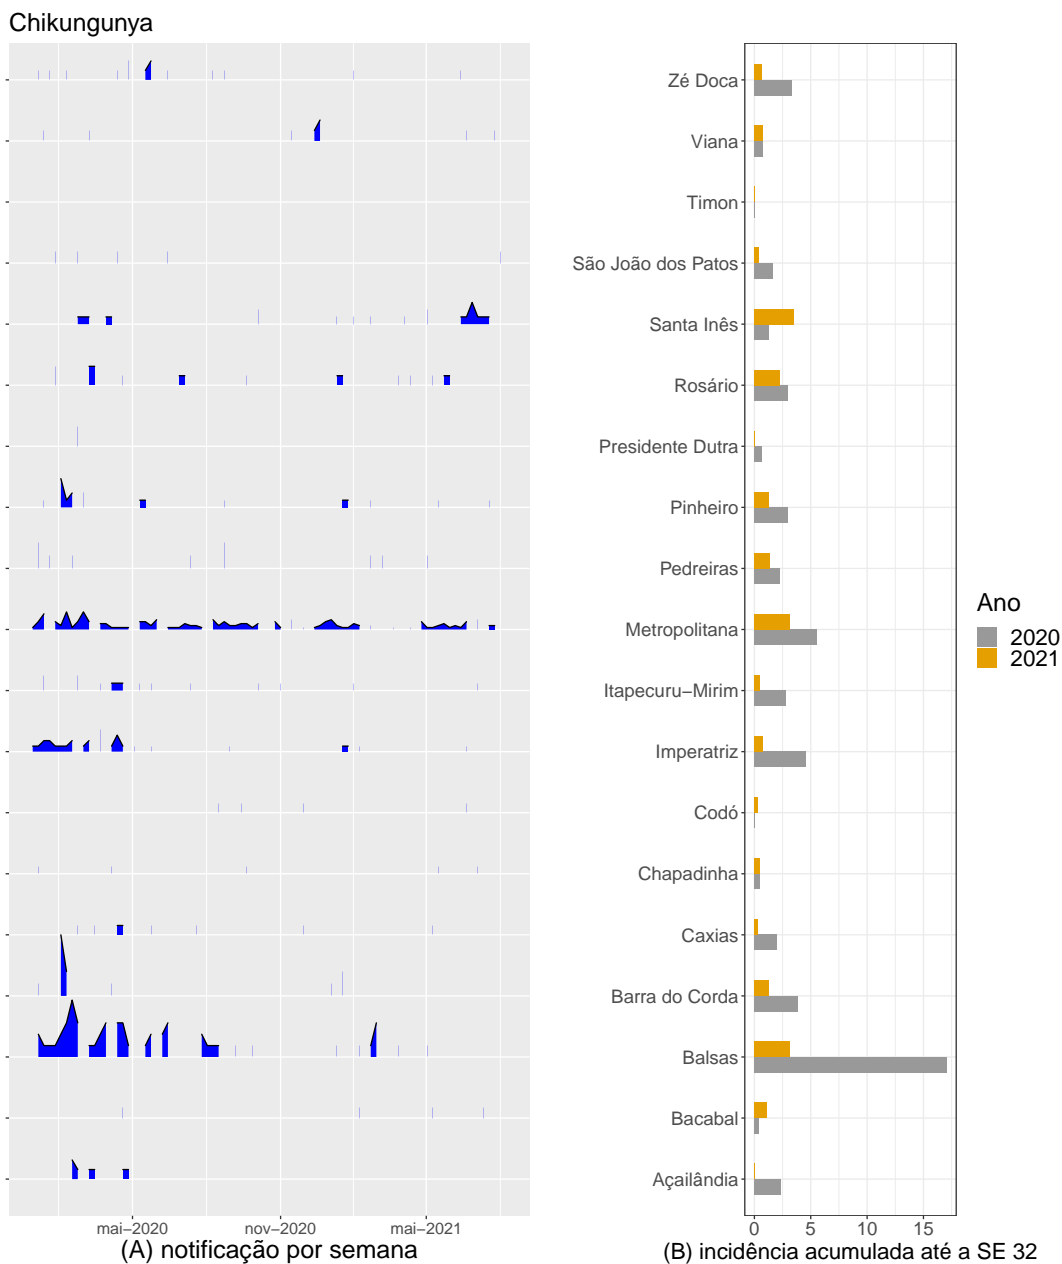 Chikungunya
Zé Doca
Viana
Timon
São João dos Patos
Santa Inês
Rosário
Presidente Dutra
Pinheiro
Pedreiras
Metropolitana
Itapecuru−Mirim
Imperatriz
Codó
Chapadinha
Caxias
Barra do Corda
Balsas
Bacabal
Açailândia
mai−2020 nov−2020 mai−2021
(A) notificação por semana
0 5 10 15
(B) incidência acumulada até a SE 32
Ano
2020
2021